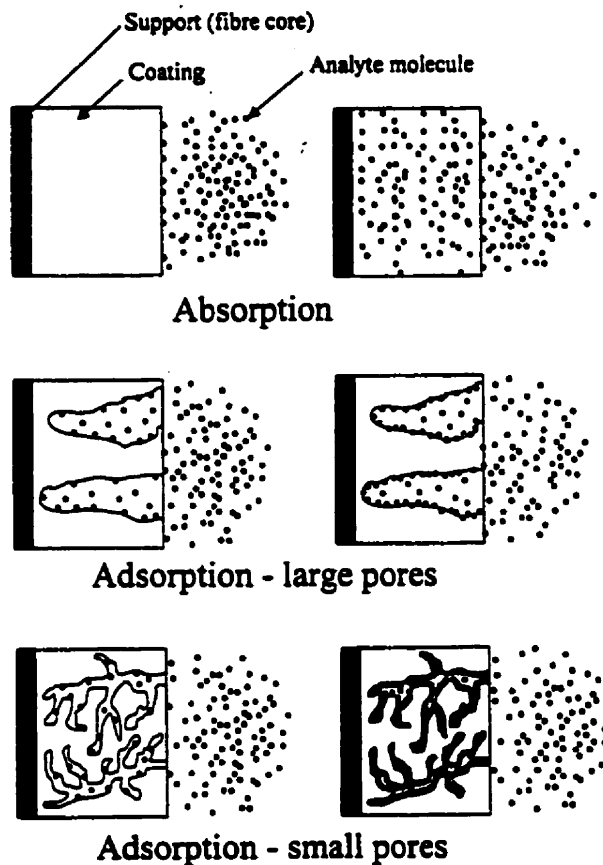 Support (fibre core)
Coating
Analyte molecule
Absorption
Adsorption - large pores
Adsorption - small pores